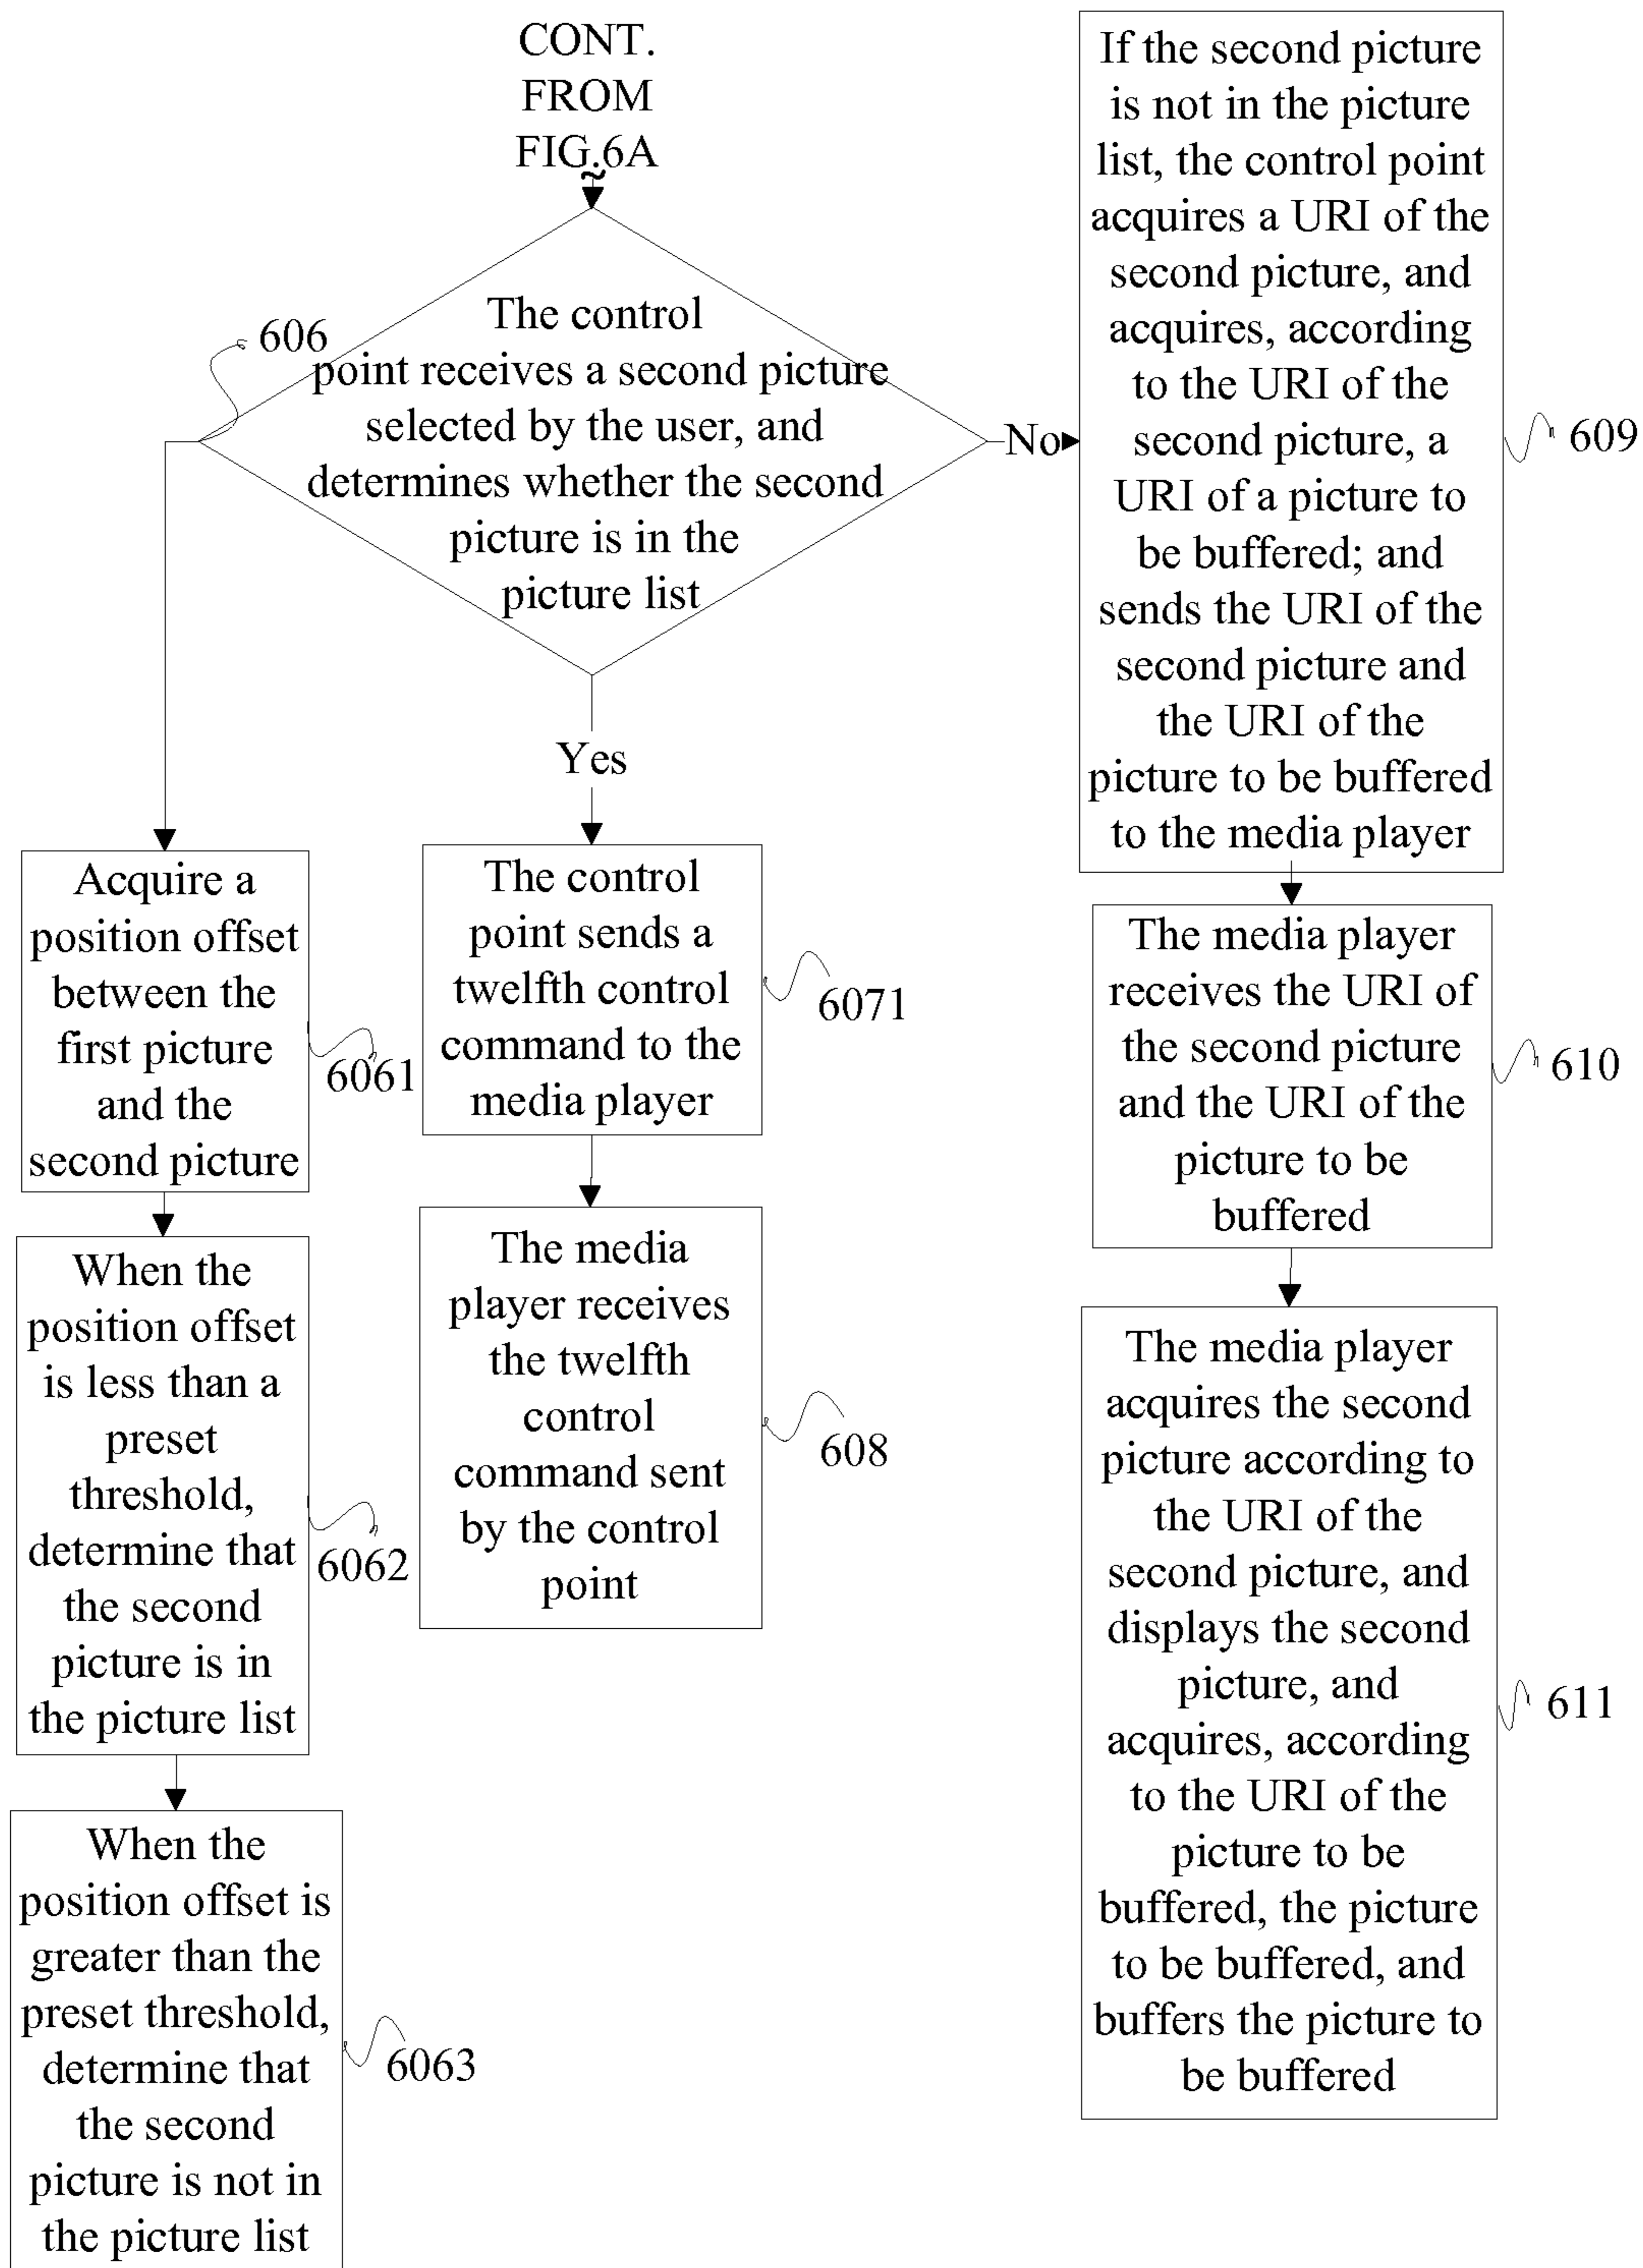 CONT.
FROM
FIG.6A
606
The control
point receives a second picture
selected by the user, and
determines whether the second
picture is in the
picture list
No
Yes
Acquire a
position offset
between the
first picture
and the
second picture
6061
When the
position offset
is less than a
preset
threshold,
determine that
the second
picture is in
the picture list
6062
When the
position offset is
greater than the
preset threshold,
determine that
the second
picture is not in
the picture list
6063
The control
point sends a
twelfth control
command to the
media player
6071
The media
player receives
the twelfth
control
command sent
by the control
point
608
If the second picture
is not in the picture
list, the control point
acquires a URI of the
second picture, and
acquires, according
to the URI of the
second picture, a
URI of a picture to
be buffered; and
sends the URI of the
second picture and
the URI of the
picture to be buffered
to the media player
609
The media player
receives the URI of
the second picture
and the URI of the
picture to be
buffered
610
The media player
acquires the second
picture according to
the URI of the
second picture, and
displays the second
picture, and
acquires, according
to the URI of the
picture to be
buffered, the picture
to be buffered, and
buffers the picture to
be buffered
611